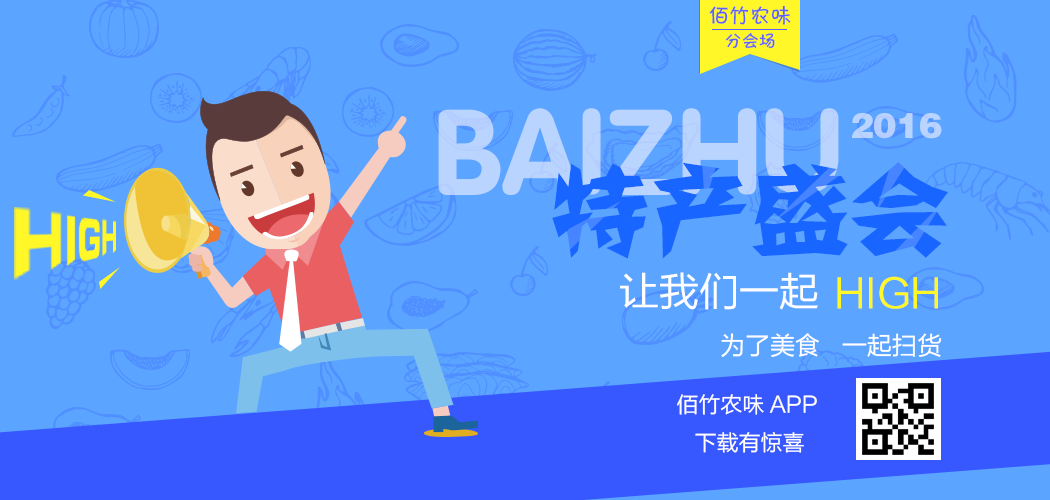 佰竹农味
分会场
HIGH
BAIZHU 2016
特产盛会
让我们一起 HIGH
为了美食 一起扫货
佰竹农味 APP
下载有惊喜